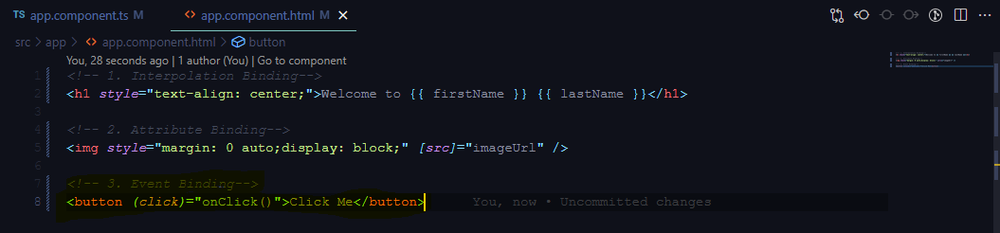 TS app.component.ts M
<> app.component.html M ×
src > app > <> app.component.html > button
You, 28 seconds ago | 1 author (You) | Go to component
1 <!-- 1. Interpolation Binding-->
2 <h1 style="text-align: center;">Welcome to {{ firstName }} {{ lastName }}</h1>
3
4 <!-- 2. Attribute Binding-->
5 <img style="margin: 0 auto;display: block;" [src]="imageUrl" />
6
7 <!-- 3. Event Binding-->
8 <button (click)="onClick()">Click Me</button> You, now • Uncommitted changes